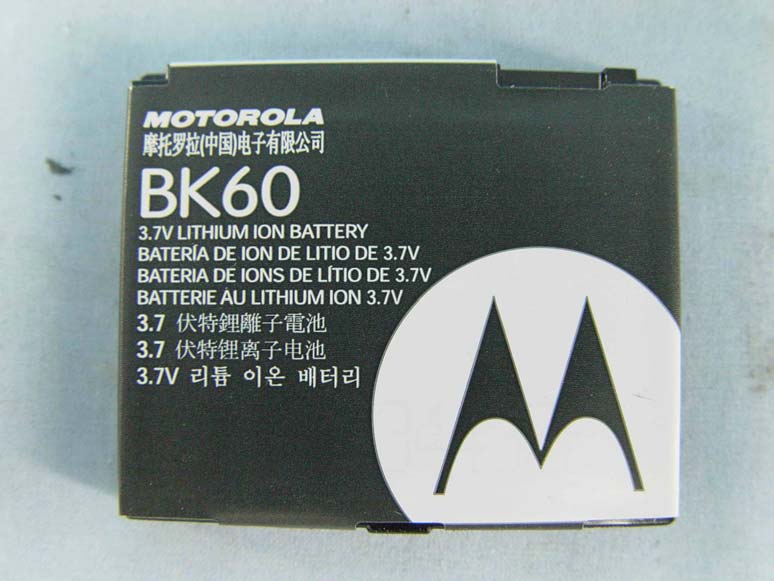 MOTOROLA
摩托罗拉(中国)电子有限公司
BK60
3.7V LITHIUM ION BATTERY
BATERÍA DE ION DE LITIO DE 3.7V
BATERIA DE IONS DE LÍTIO DE 3.7V
BATTERIE AU LITHIUM ION 3.7V
3.7 伏特鋰離子電池
3.7 伏特锂离子电池
3.7V 리튬 이온 배터리